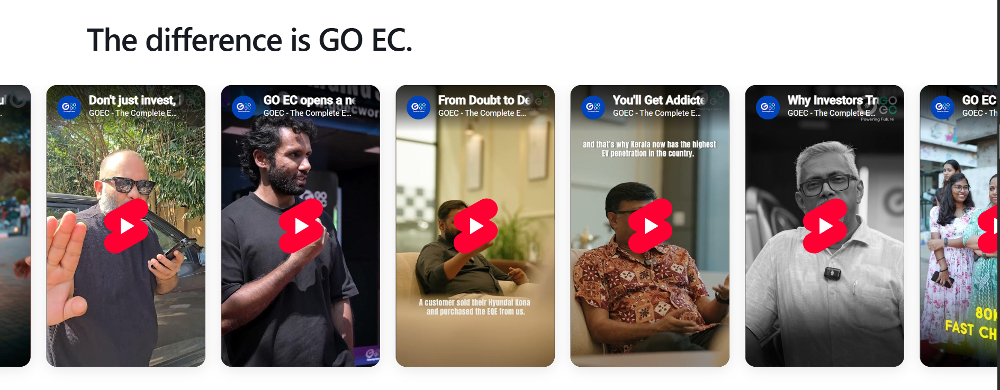 The difference is GO EC.
Don't just invest,
GOEC - The Complete E...
GO EC opens a ne
GOEC - The Complete E...
From Doubt to De
GOEC - The Complete E...
You'll Get Addicte
GOEC - The Complete E...
Why Investors Tr
GOEC - The Complete E...
Powering Future
GO EC
GOEC - Th
and that's why Kerala now has the highest
EV penetration in the country.
A customer sold their Hyundai Kona
and purchased the EQE from us.
80K
FAST CH